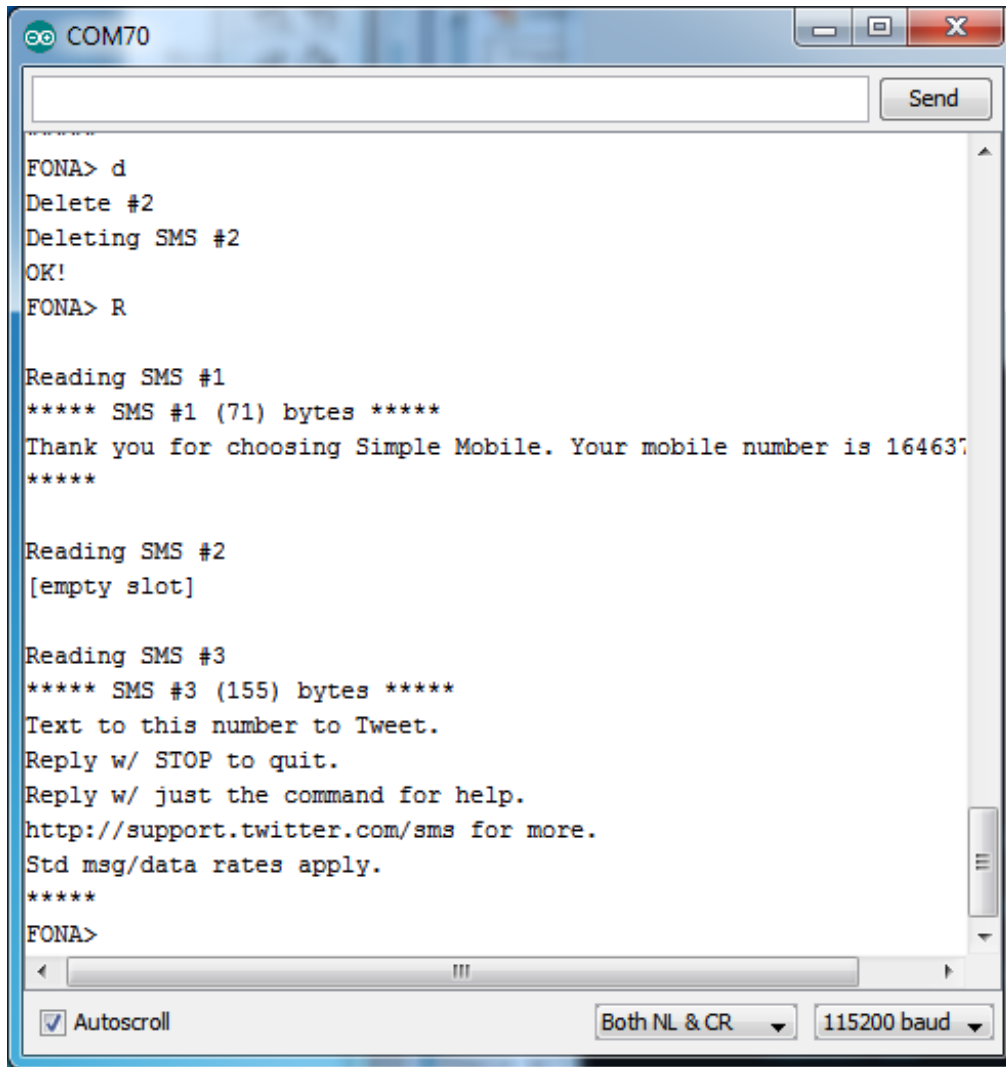 COM70
Send
FONA> d
Delete #2
Deleting SMS #2
OK!
FONA> R
Reading SMS #1
***** SMS #1 (71) bytes *****
Thank you for choosing Simple Mobile. Your mobile number is 164637
*****
Reading SMS #2
[empty slot]
Reading SMS #3
***** SMS #3 (155) bytes *****
Text to this number to Tweet.
Reply w/ STOP to quit.
Reply w/ just the command for help.
http://support.twitter.com/sms for more.
Std msg/data rates apply.
*****
FONA>
Autoscroll Both NL & CR 115200 baud